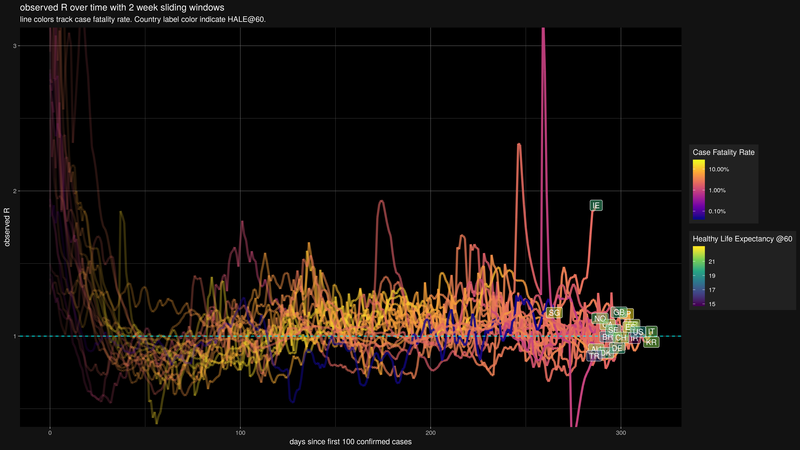 observed R over time with 2 week sliding windows
line colors track case fatality rate. Country label color indicate HALE@60.
3
2
1
observed R
0
100
200
300
days since first 100 confirmed cases
IE
SG
GB
NO
SE
US
IT
BR
KR
DE
TR
Case Fatality Rate
10.00%
1.00%
0.10%
Healthy Life Expectancy @60
21
19
17
15